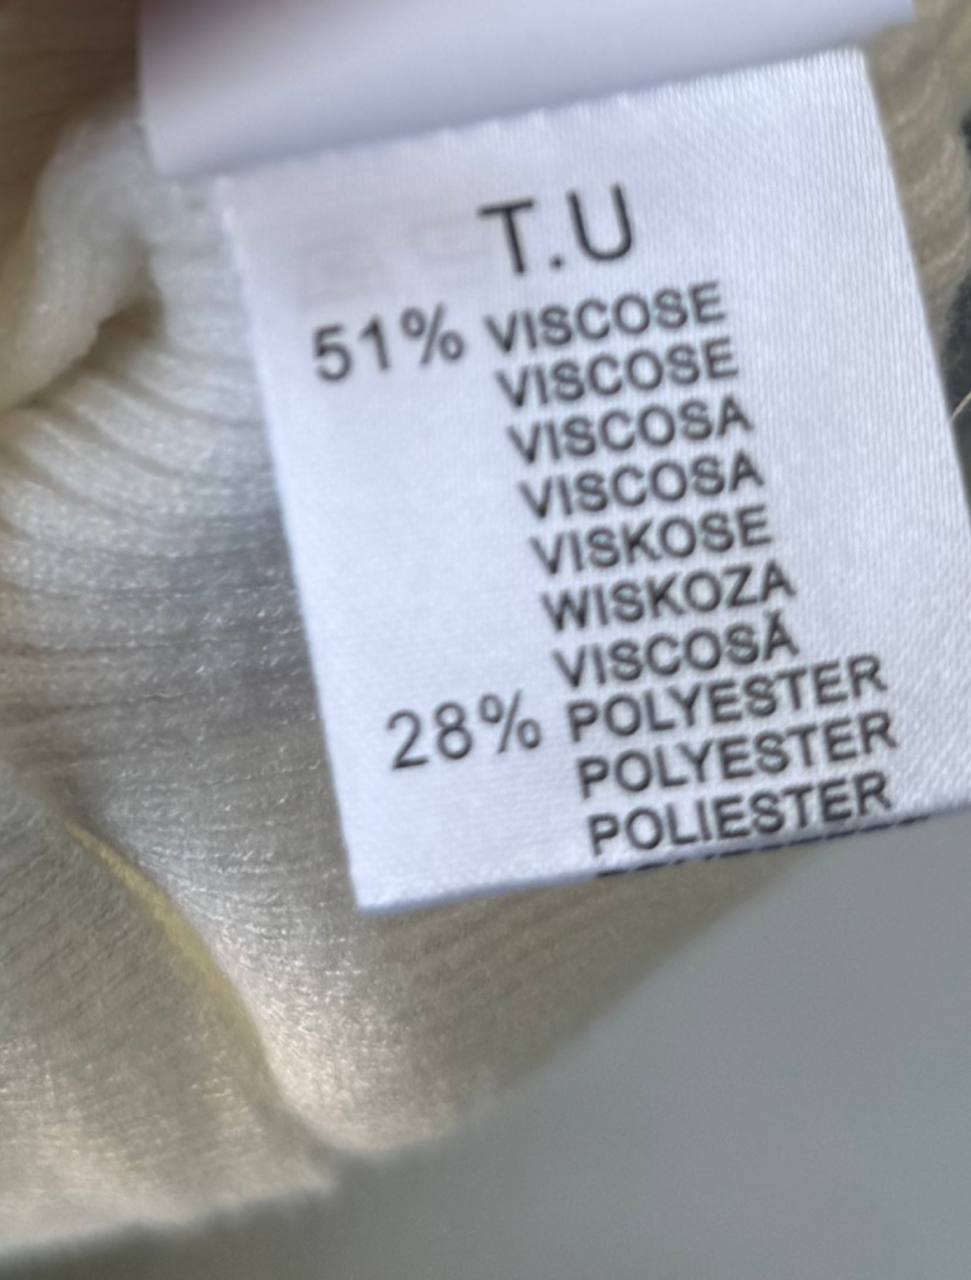 T.U
51% VISCOSE
VISCOSE
VISCOSA
VISCOSA
VISKOSE
WISKOZA
VISCOSĂ
28% POLYESTER
POLYESTER
POLIESTER